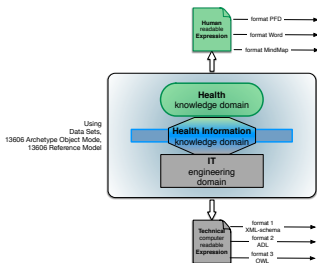 Human
readable
Expression
format PFD
format Word
format MindMap
Health
knowledge domain
Using
Data Sets,
13606 Archetype Object Mode,
13606 Reference Model
Health Information
knowledge domain
IT
engineering
domain
Technical
computer
readable
Expression
format 1
XML-schema
format 2
ADL
format 3
OWL